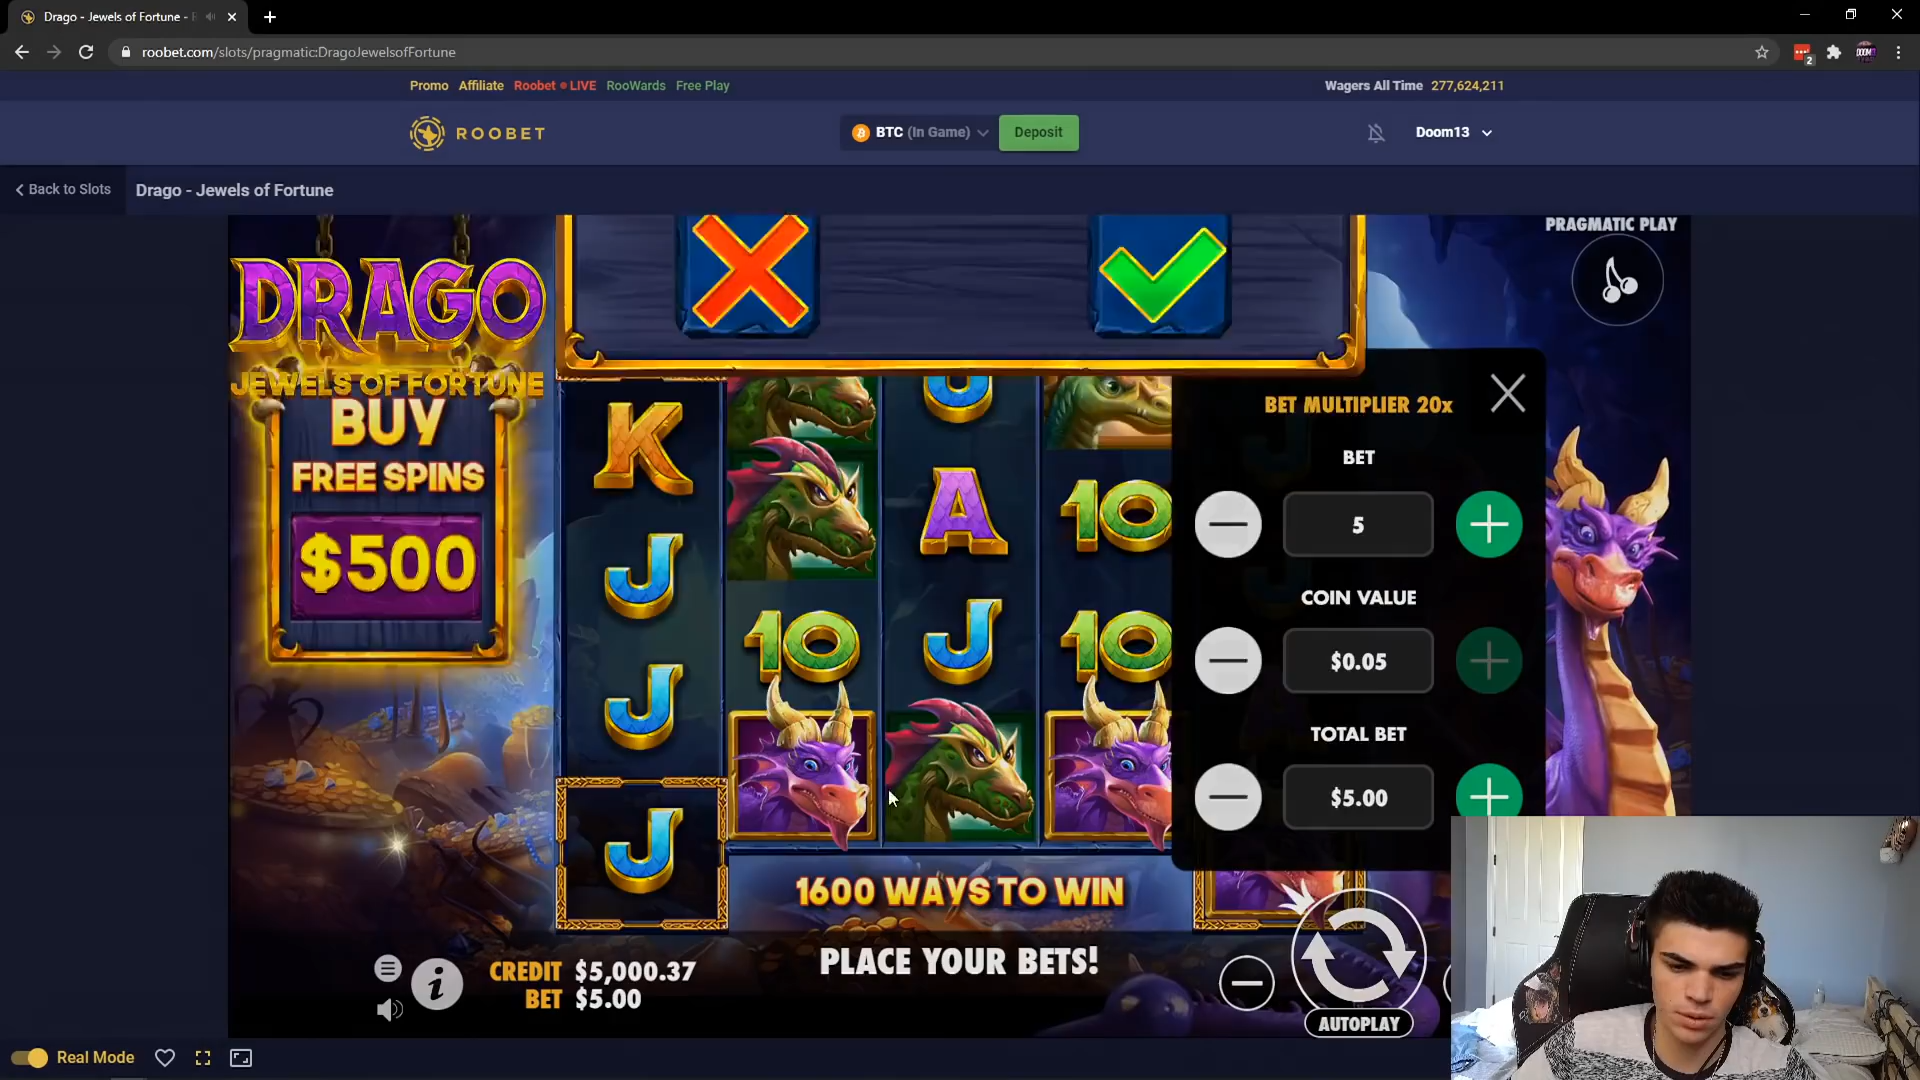 Drago - Jewels of Fortune -
roobet.com/slots/pragmatic:DragoJewelsofFortune
2
DOOM
Promo Affiliate Roobet LIVE RooWards Free Play
Wagers All Time 277,624,211
ROOBET
BTC (In Game)
Deposit
Doom13
Back to Slots
Drago - Jewels of Fortune
PRAGMATIC PLAY
DRAGO
JEWELS OF FORTUNE
BUY
FREE SPINS
$500
K
J
J
J
10
A
J
10
10
BET MULTIPLIER 20x
BET
5
COIN VALUE
$0.05
TOTAL BET
$5.00
1600 WAYS TO WIN
PLACE YOUR BETS!
CREDIT $5,000.37
BET $5.00
AUTOPLAY
Real Mode